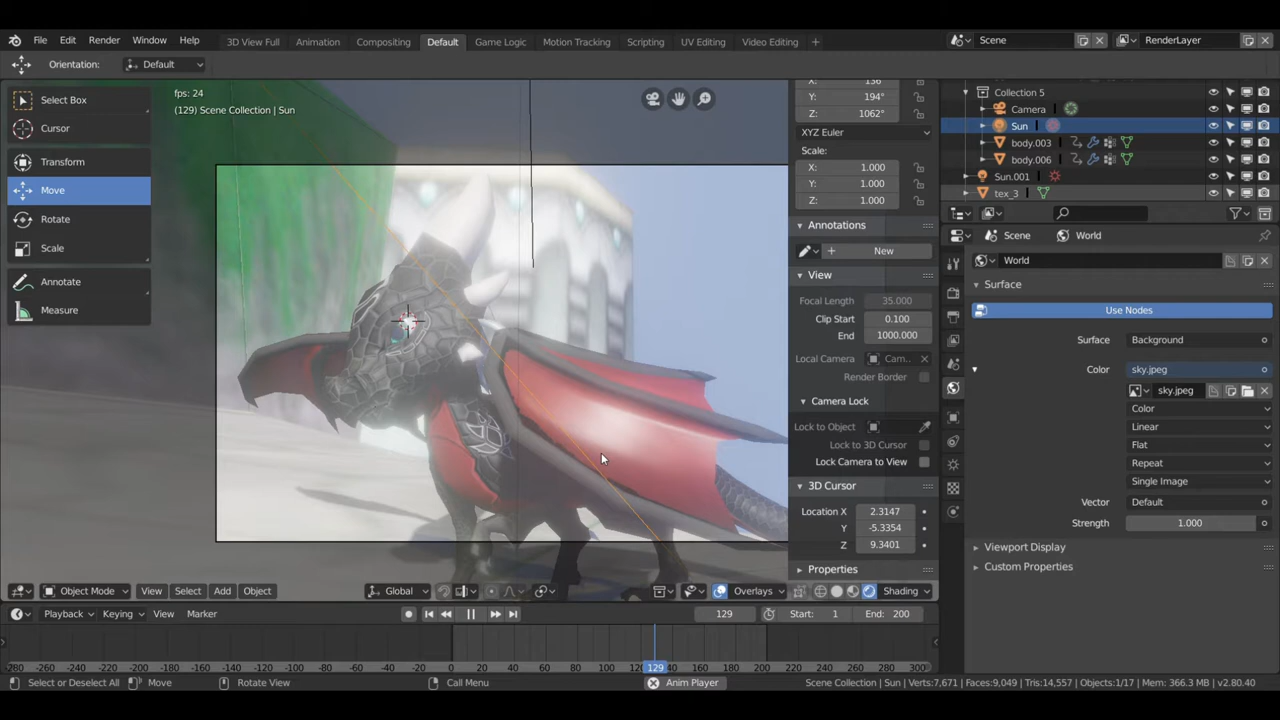 File Edit Render Window Help
3D View Full Animation Compositing Default Game Logic Motion Tracking Scripting UV Editing Video Editing +
Scene RenderLayer
Orientation: Default
Select Box
Cursor
Transform
Move
Rotate
Scale
Annotate
Measure
fps: 24
(129) Scene Collection | Sun
Y: 194°
Z: 1062°
XYZ Euler
Scale:
X: 1.000
Y: 1.000
Z: 1.000
Annotations
+ New
View
Focal Length 35.000
Clip Start 0.100
End 1000.000
Local Camera Cam..
Render Border
Camera Lock
Lock to Object
Lock to 3D Cursor
Lock Camera to View
3D Cursor
Location X 2.3147
Y -5.3354
Z 9.3401
Properties
Collection 5
Camera
Sun
body.003
body.006
Sun.001
tex_3
Scene World
World
Surface
Use Nodes
Surface Background
Color sky.jpeg
sky.jpeg
Color
Linear
Flat
Repeat
Single Image
Vector Default
Strength 1.000
Viewport Display
Custom Properties
Object Mode View Select Add Object Global Overlays Shading
Playback Keying View Marker 129 Start: 1 End: 200
-280 -260 -240 -220 -200 -180 -160 -140 -120 -100 -80 -60 -40 -20 0 20 40 60 80 100 129 40 160 180 200 220 240 260 280 300
Select or Deselect All Move Rotate View Call Menu Anim Player Scene Collection | Sun | Verts:7,671 | Faces:9,049 | Tris:14,557 | Objects:1/17 | Mem: 366.3 MB | v2.80.40